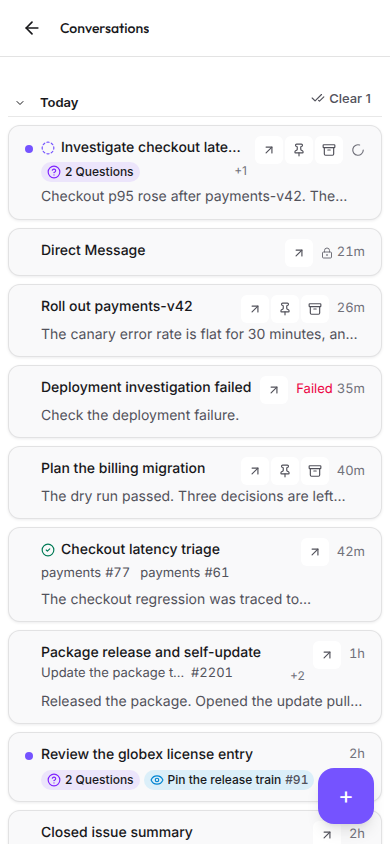 Conversations
Today
Clear 1
Investigate checkout late...
2 Questions
+1
Checkout p95 rose after payments-v42. The...
Direct Message
21m
Roll out payments-v42
26m
The canary error rate is flat for 30 minutes, an...
Deployment investigation failed
Failed 35m
Check the deployment failure.
Plan the billing migration
40m
The dry run passed. Three decisions are left...
Checkout latency triage
42m
payments #77 payments #61
The checkout regression was traced to...
Package release and self-update
1h
Update the package t... #2201
+2
Released the package. Opened the update pull...
Review the globex license entry
2h
2 Questions
Pin the release train #91
Closed issue summary
2h